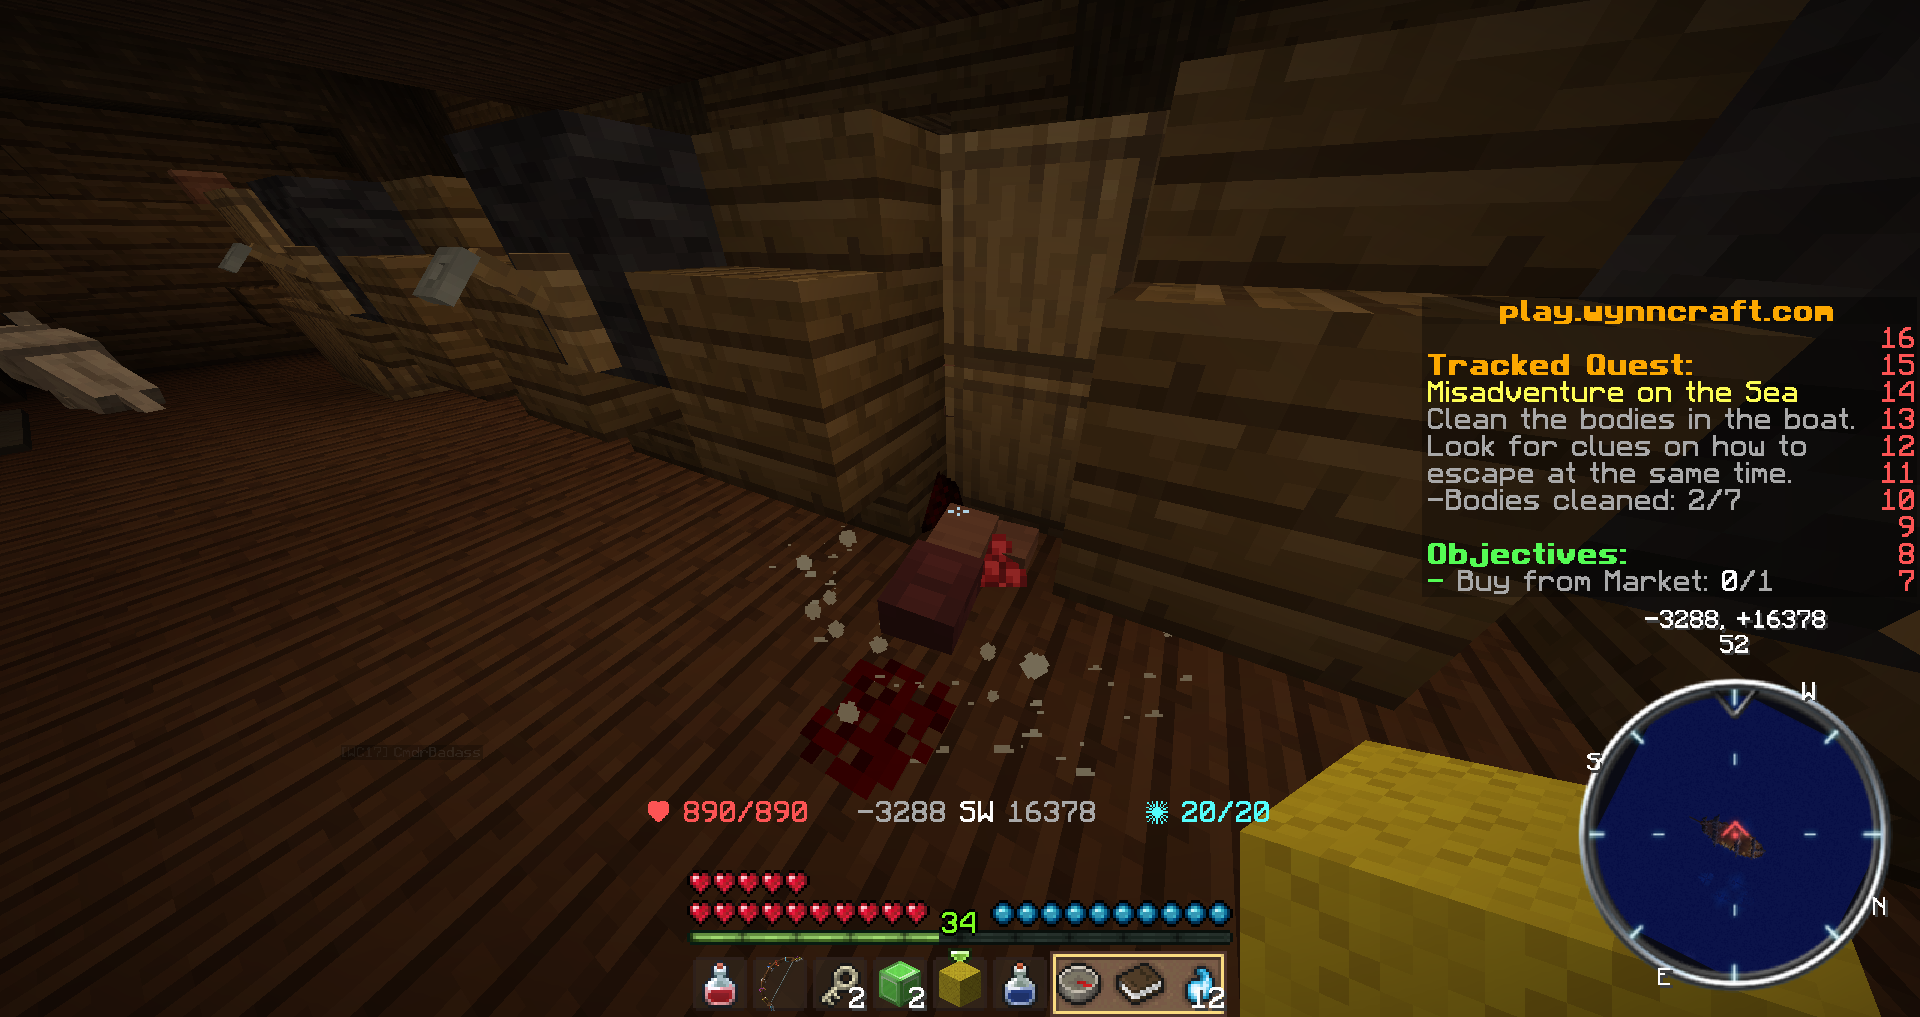 play.wynncraft.com
16
Tracked Quest: 15
Misadventure on the Sea 14
Clean the bodies in the boat. 13
Look for clues on how to 12
escape at the same time. 11
-Bodies cleaned: 2/7 10
9
Objectives: 8
- Buy from Market: 0/1 7
-3288, +16378
52
W
S
N
E
890/890 -3288 SW 16378 20/20
34
2 2 12